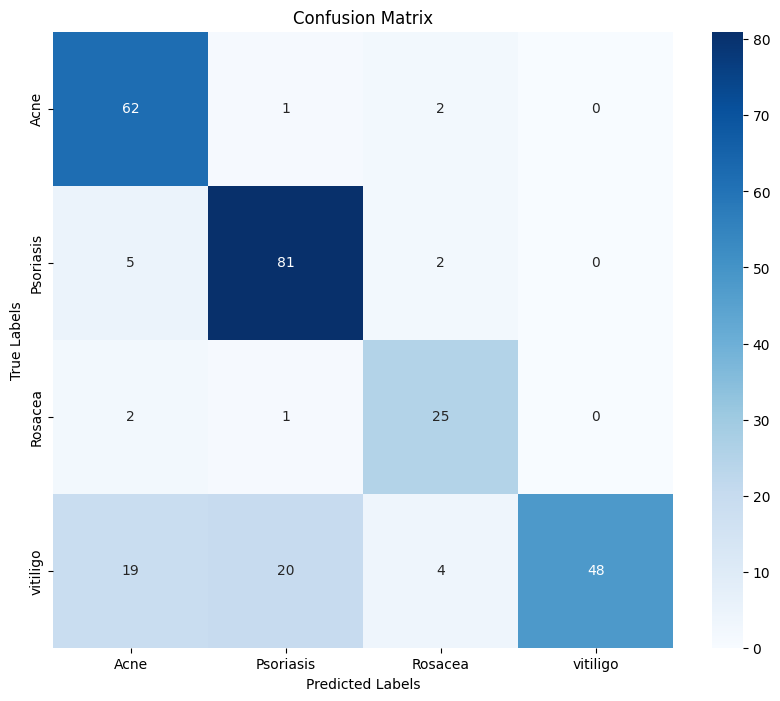 Confusion Matrix
True Labels
Acne 62 1 2 0
Psoriasis 5 81 2 0
Rosacea 2 1 25 0
vitiligo 19 20 4 48
Acne Psoriasis Rosacea vitiligo
Predicted Labels
80
70
60
50
40
30
20
10
0